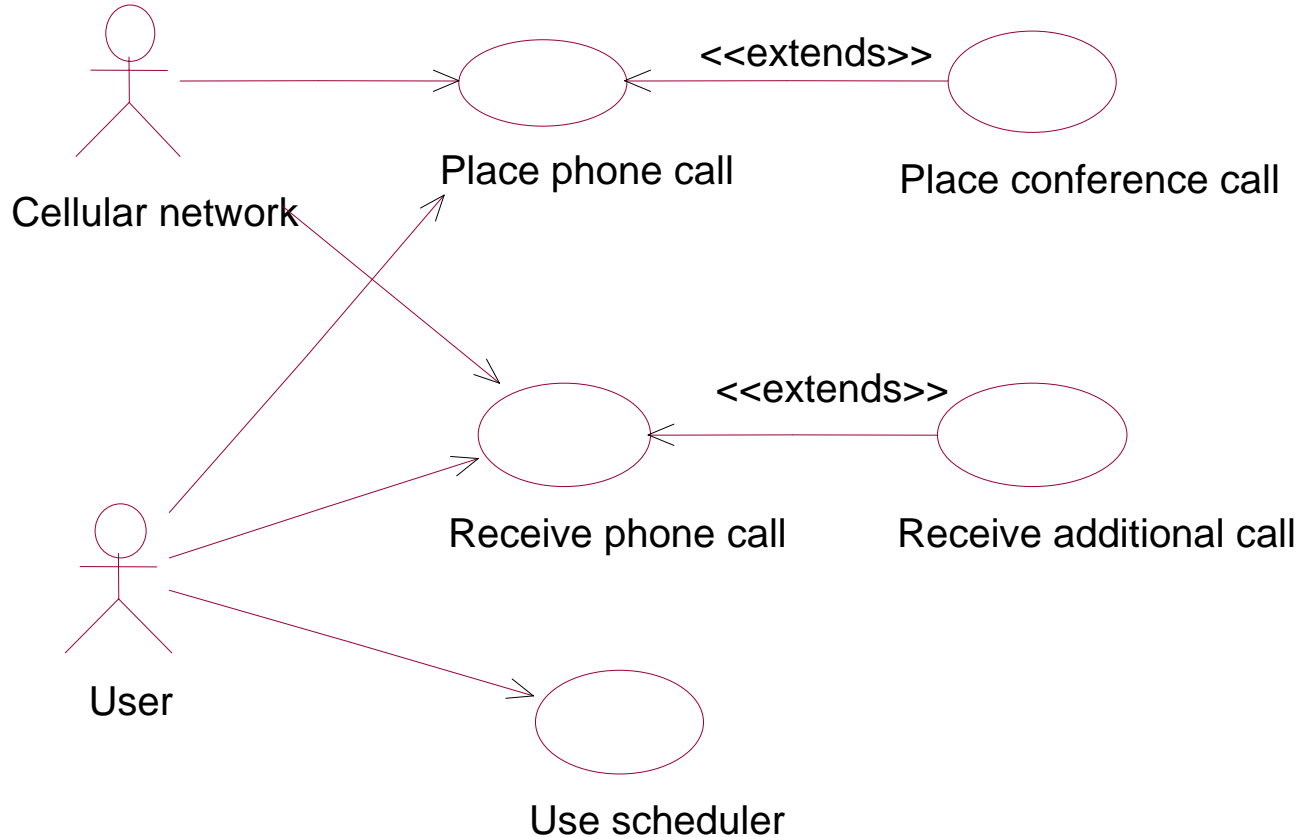 <<extends>>
Place phone call
Place conference call
Cellular network
<<extends>>
Receive phone call
Receive additional call
User
Use scheduler